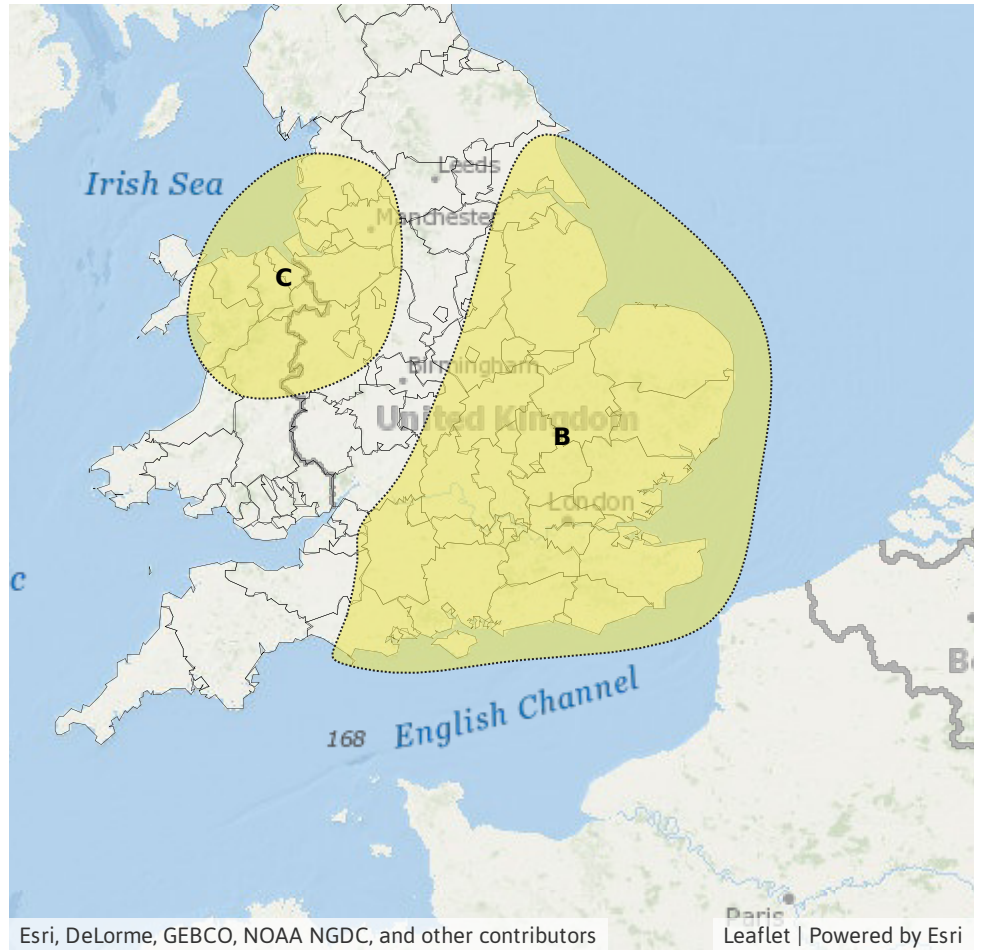 Leeds
Irish Sea
Manchester
C
Birmingham
United Kingdom
B
London
c
Be
English Channel
168
Paris
Esri, DeLorme, GEBCO, NOAA NGDC, and other contributors
Leaflet | Powered by Esri